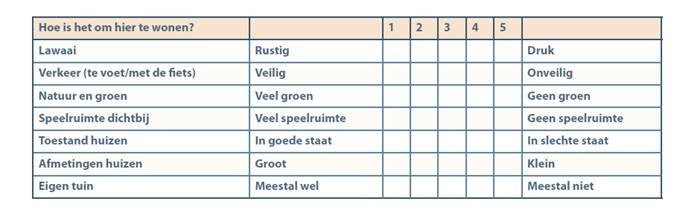 Hoe is het om hier te wonen? 1 2 3 4 5
Lawaai Rustig Druk
Verkeer (te voet/met de fiets) Veilig Onveilig
Natuur en groen Veel groen Geen groen
Speelruimte dichtbij Veel speelruimte Geen speelruimte
Toestand huizen In goede staat In slechte staat
Afmetingen huizen Groot Klein
Eigen tuin Meestal wel Meestal niet